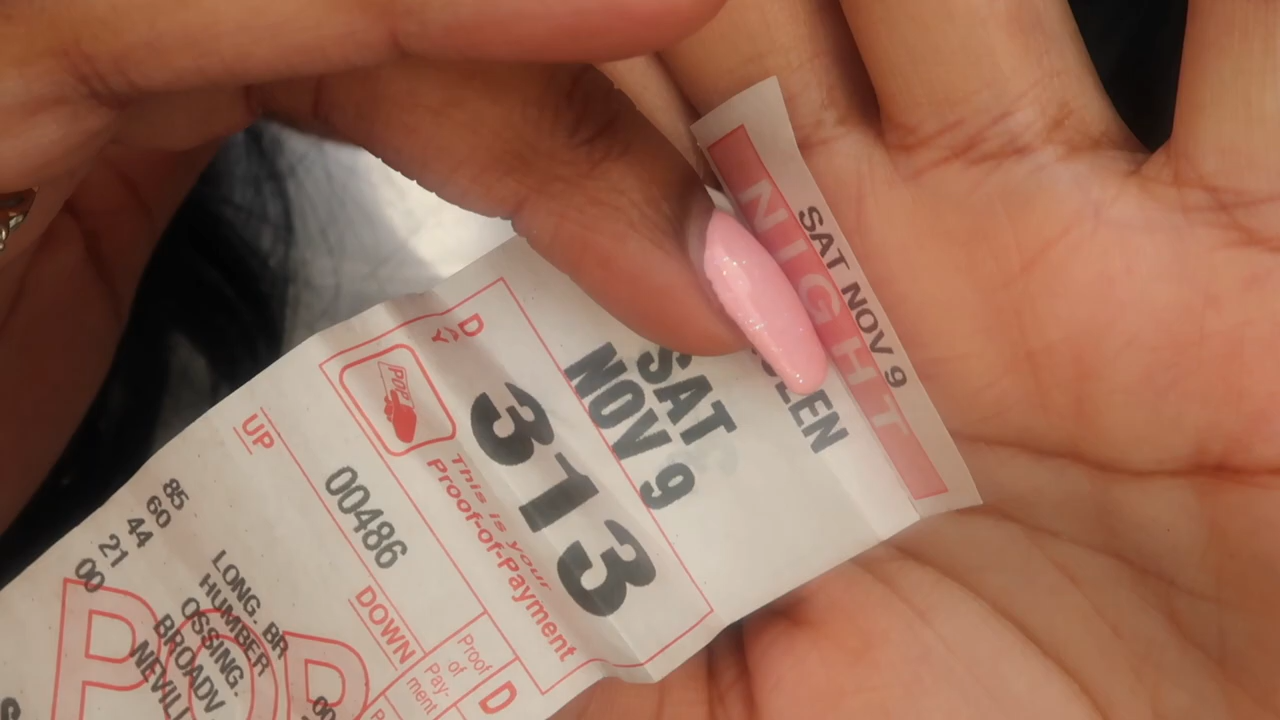 NIGHT
SAT NOV 9
SAT
NOV 9
D
POP
313
This is your
Proof-of-Payment
UP
00486
DOWN
Proof
of
Pay-
ment
D
85
60
44
21
00
LONG. BR
HUMBER
OSSING.
BROADV
POP